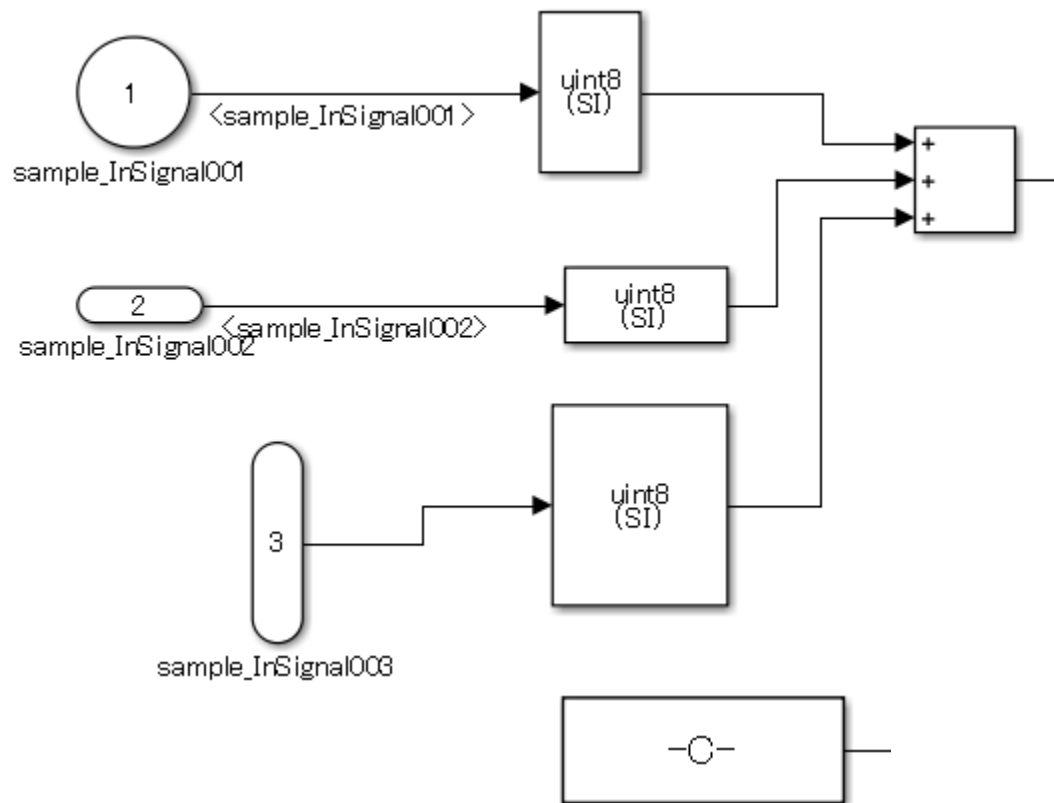 1
<sample_InSignal001>
sample_InSignal001
uint8
(SI)
+
+
+
2
<sample_InSignal002>
sample_InSignal002
uint8
(SI)
3
sample_InSignal003
uint8
(SI)
-C-